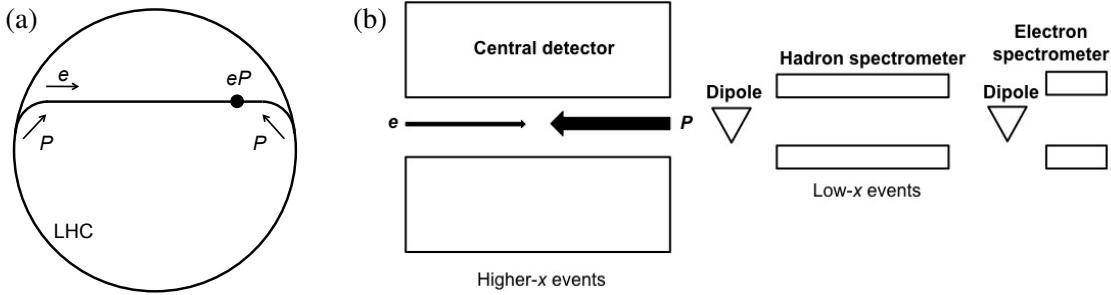 (a)
e
eP
P
P
LHC
(b)
Central detector
e
P
Higher-x events
Dipole
Hadron spectrometer
Low-x events
Dipole
Electron
spectrometer